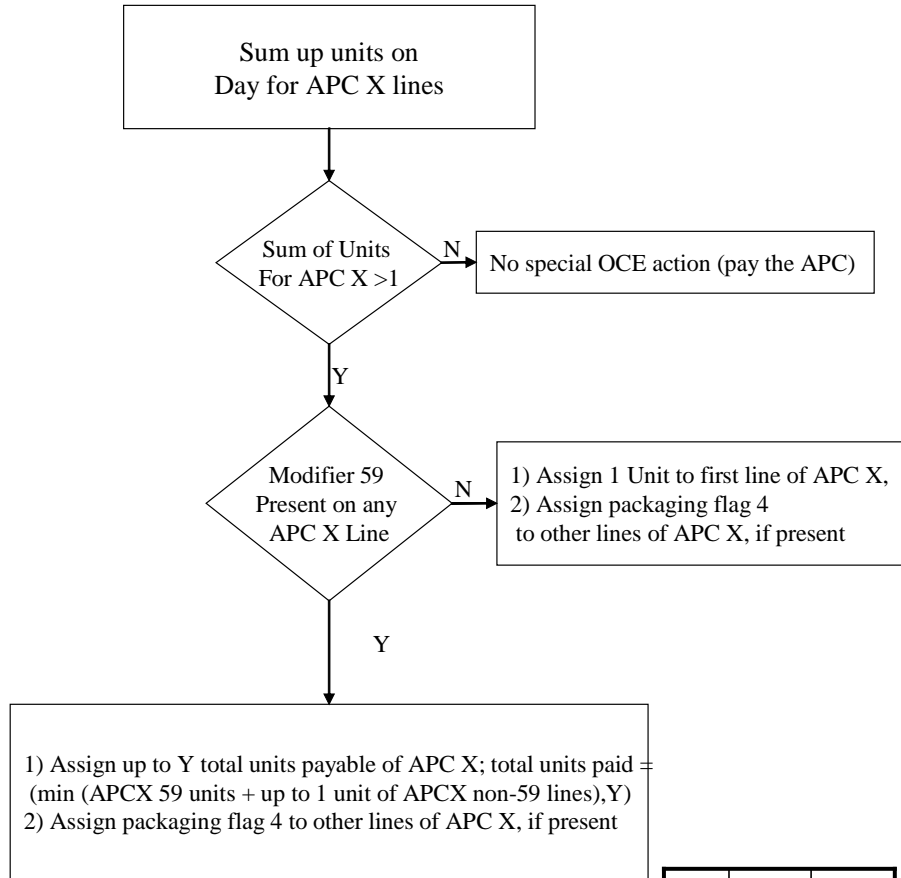 Sum up units on
Day for APC X lines
Sum of Units
For APC X >1
N
No special OCE action (pay the APC)
Y
Modifier 59
Present on any
APC X Line
N
1) Assign 1 Unit to first line of APC X,
2) Assign packaging flag 4
to other lines of APC X, if present
Y
1) Assign up to Y total units payable of APC X; total units paid =
(min (APCX 59 units + up to 1 unit of APCX non-59 lines),Y)
2) Assign packaging flag 4 to other lines of APC X, if present